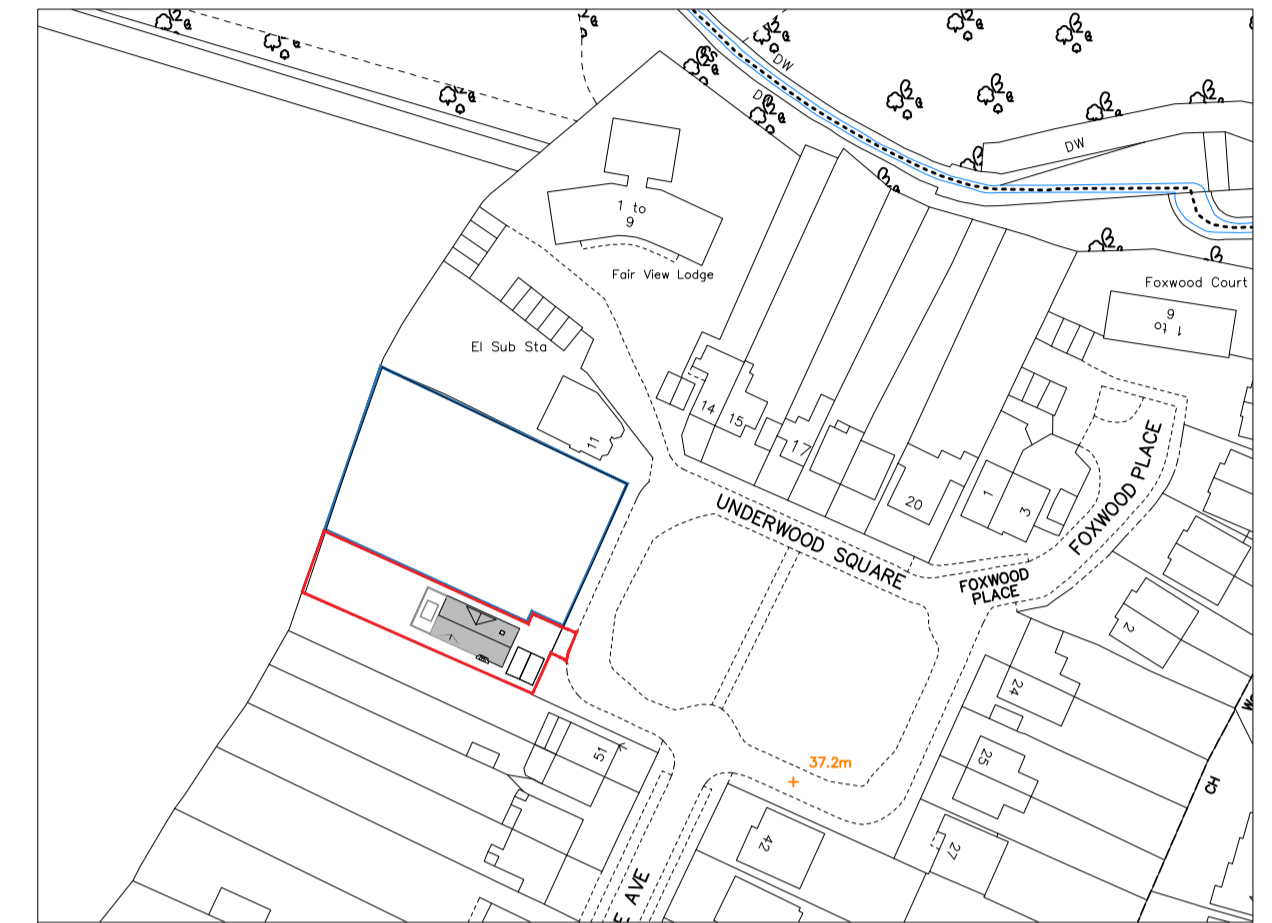 DW
DW
DW
1 to
9
Fair View Lodge
Foxwood Court
1 to
6
El Sub Sta
11
14
15
17
20
1
3
FOXWOOD PLACE
UNDERWOOD SQUARE
FOXWOOD
PLACE
2
24
51
37.2m
25
CH
42
27
AVE